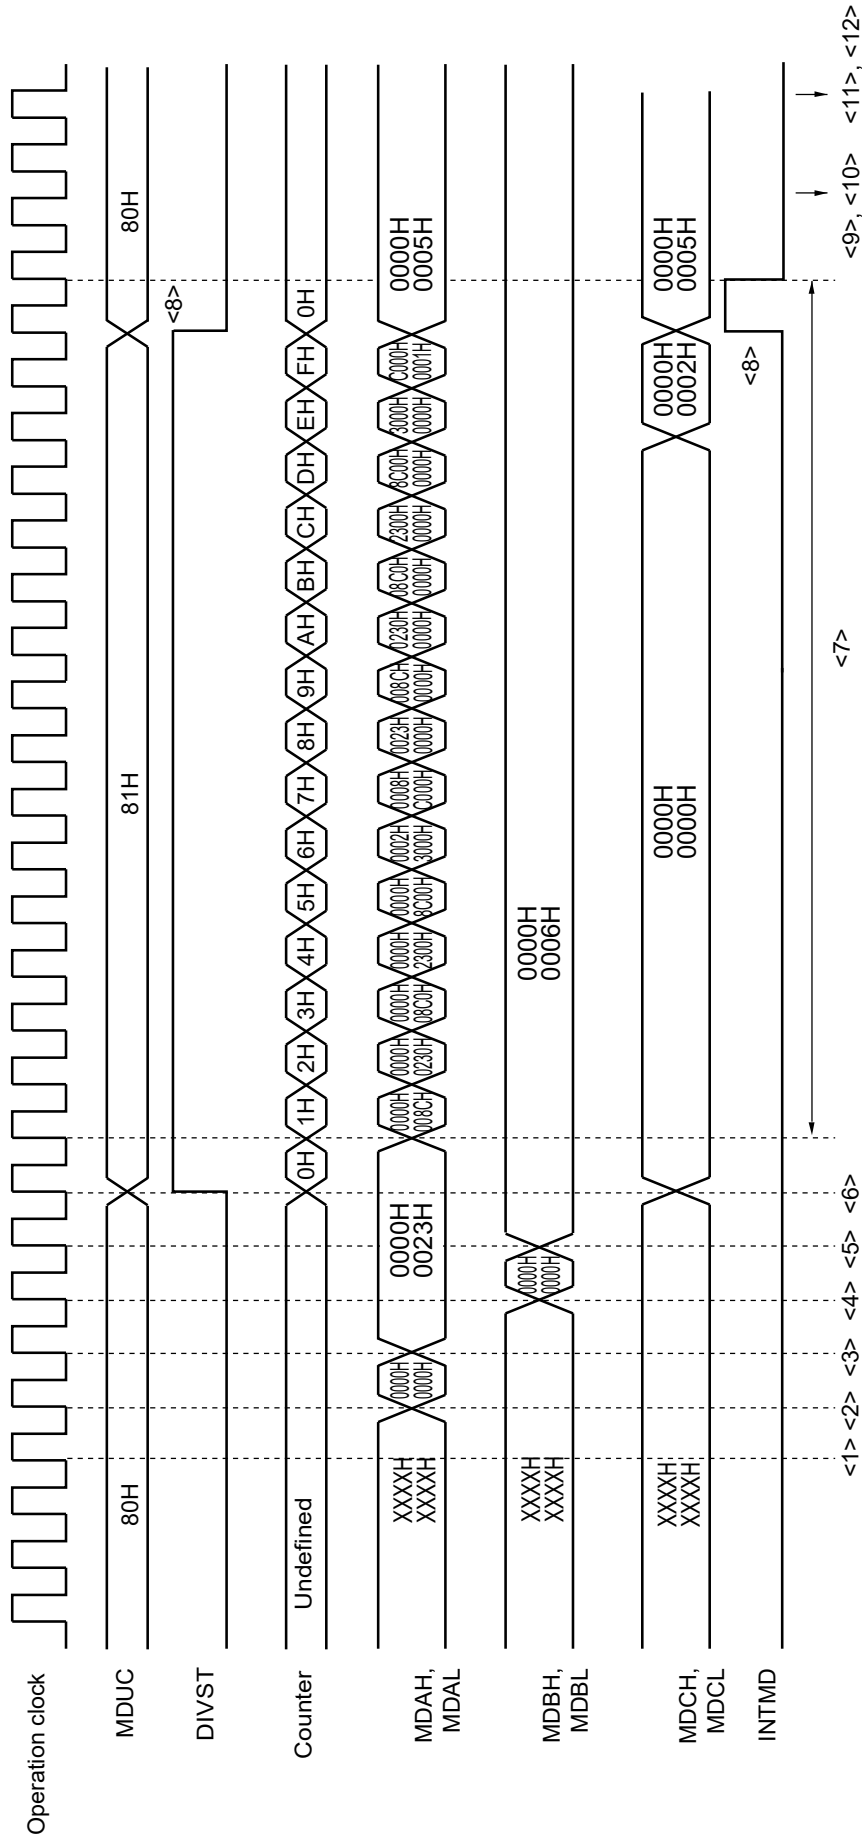 Operation clock
MDUC
80H
81H
80H
DIVST
<8>
Counter
Undefined
0H
1H
2H
3H
4H
5H
6H
7H
8H
9H
AH
BH
CH
DH
EH
FH
0H
MDAH,
MDAL
XXXXH
XXXXH
0000H
0000H
0000H
0023H
0000H
008CH
0000H
0230H
0000H
08C0H
0000H
2300H
0000H
8C00H
0002H
3000H
0008H
C000H
0023H
0000H
008CH
0000H
0230H
0000H
08C0H
0000H
2300H
0000H
8C00H
0000H
3000H
0000H
C000H
0001H
0000H
0005H
MDBH,
MDBL
XXXXH
XXXXH
0000H
0000H
0000H
0006H
MDCH,
MDCL
XXXXH
XXXXH
0000H
0000H
0000H
0002H
0000H
0005H
INTMD
<8>
<7>
<1> <2> <3> <4> <5> <6>
<9>, <10> <11>, <12>